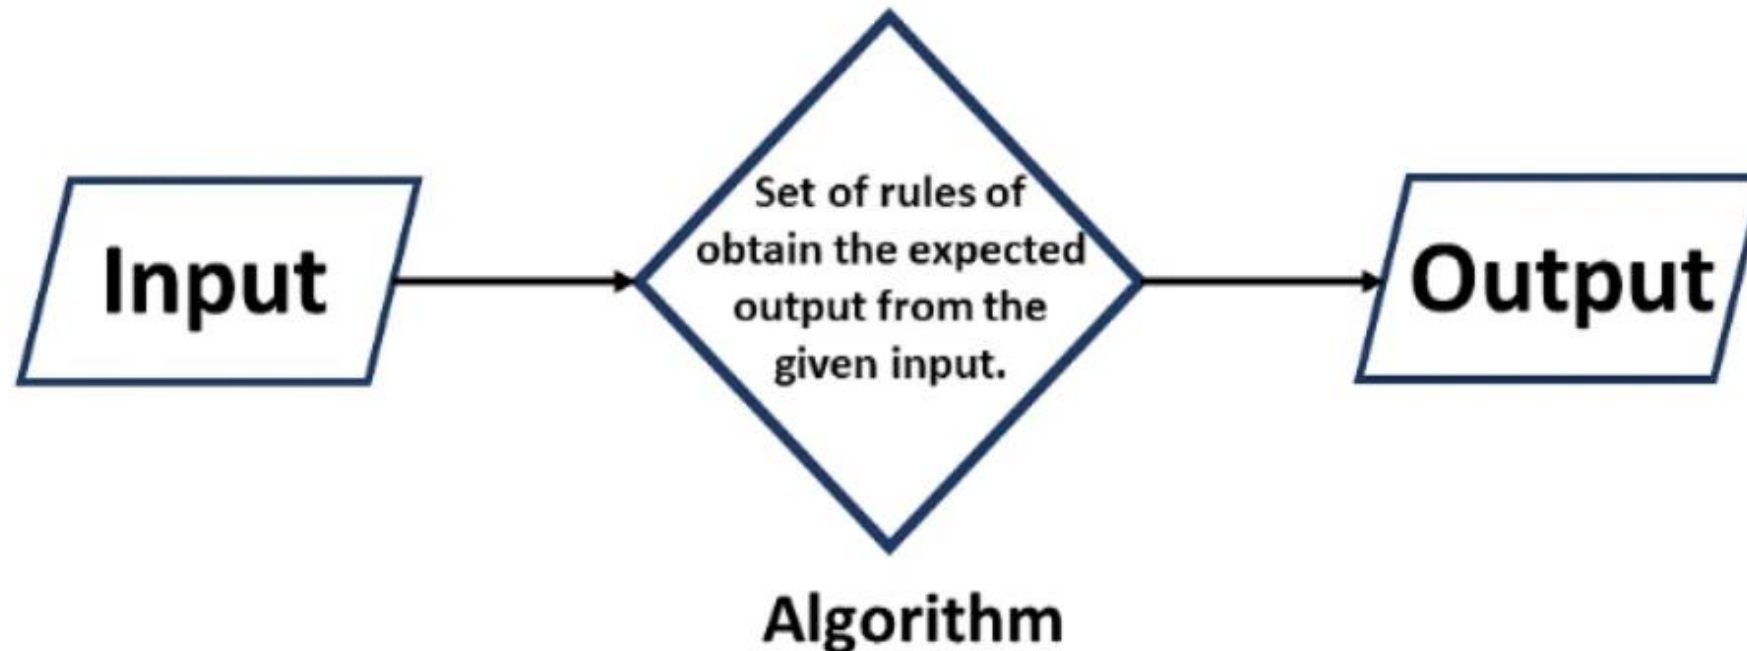 Input
Set of rules of
obtain the expected
output from the
given input.
Output
Algorithm